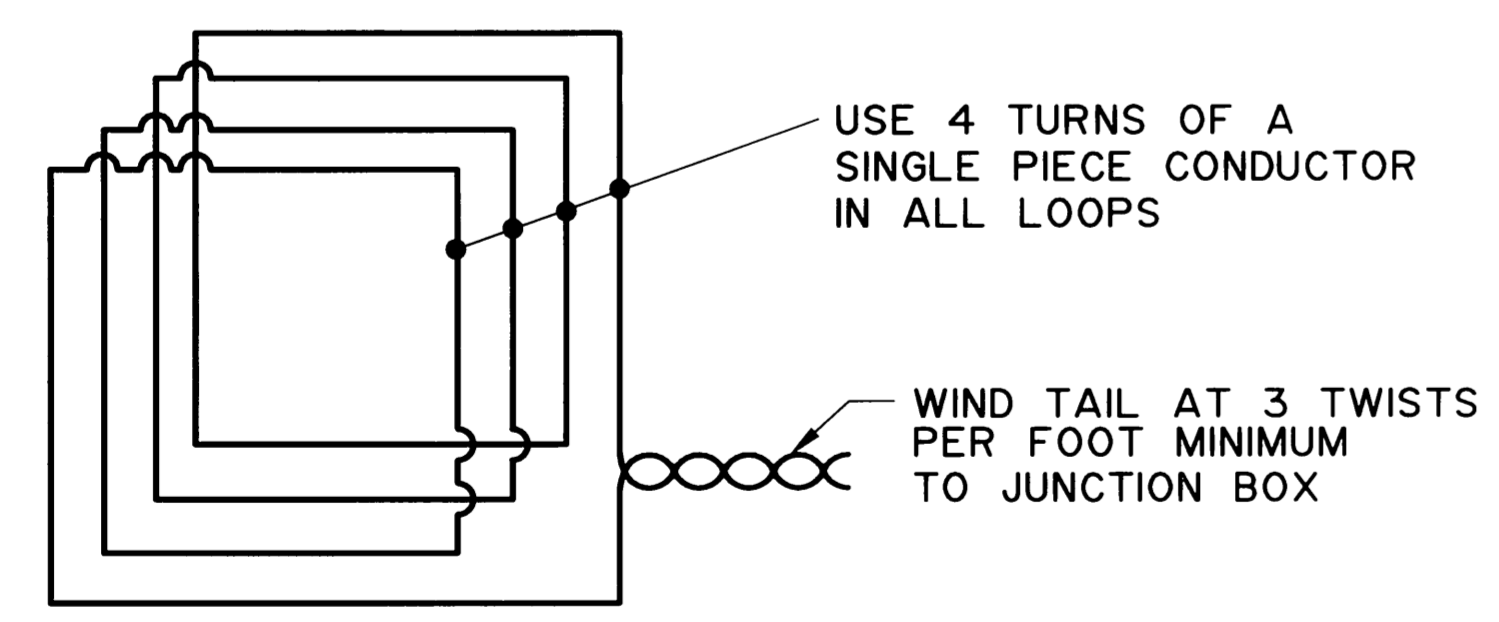 USE 4 TURNS OF A
SINGLE PIECE CONDUCTOR
IN ALL LOOPS
WIND TAIL AT 3 TWISTS
PER FOOT MINIMUM
TO JUNCTION BOX